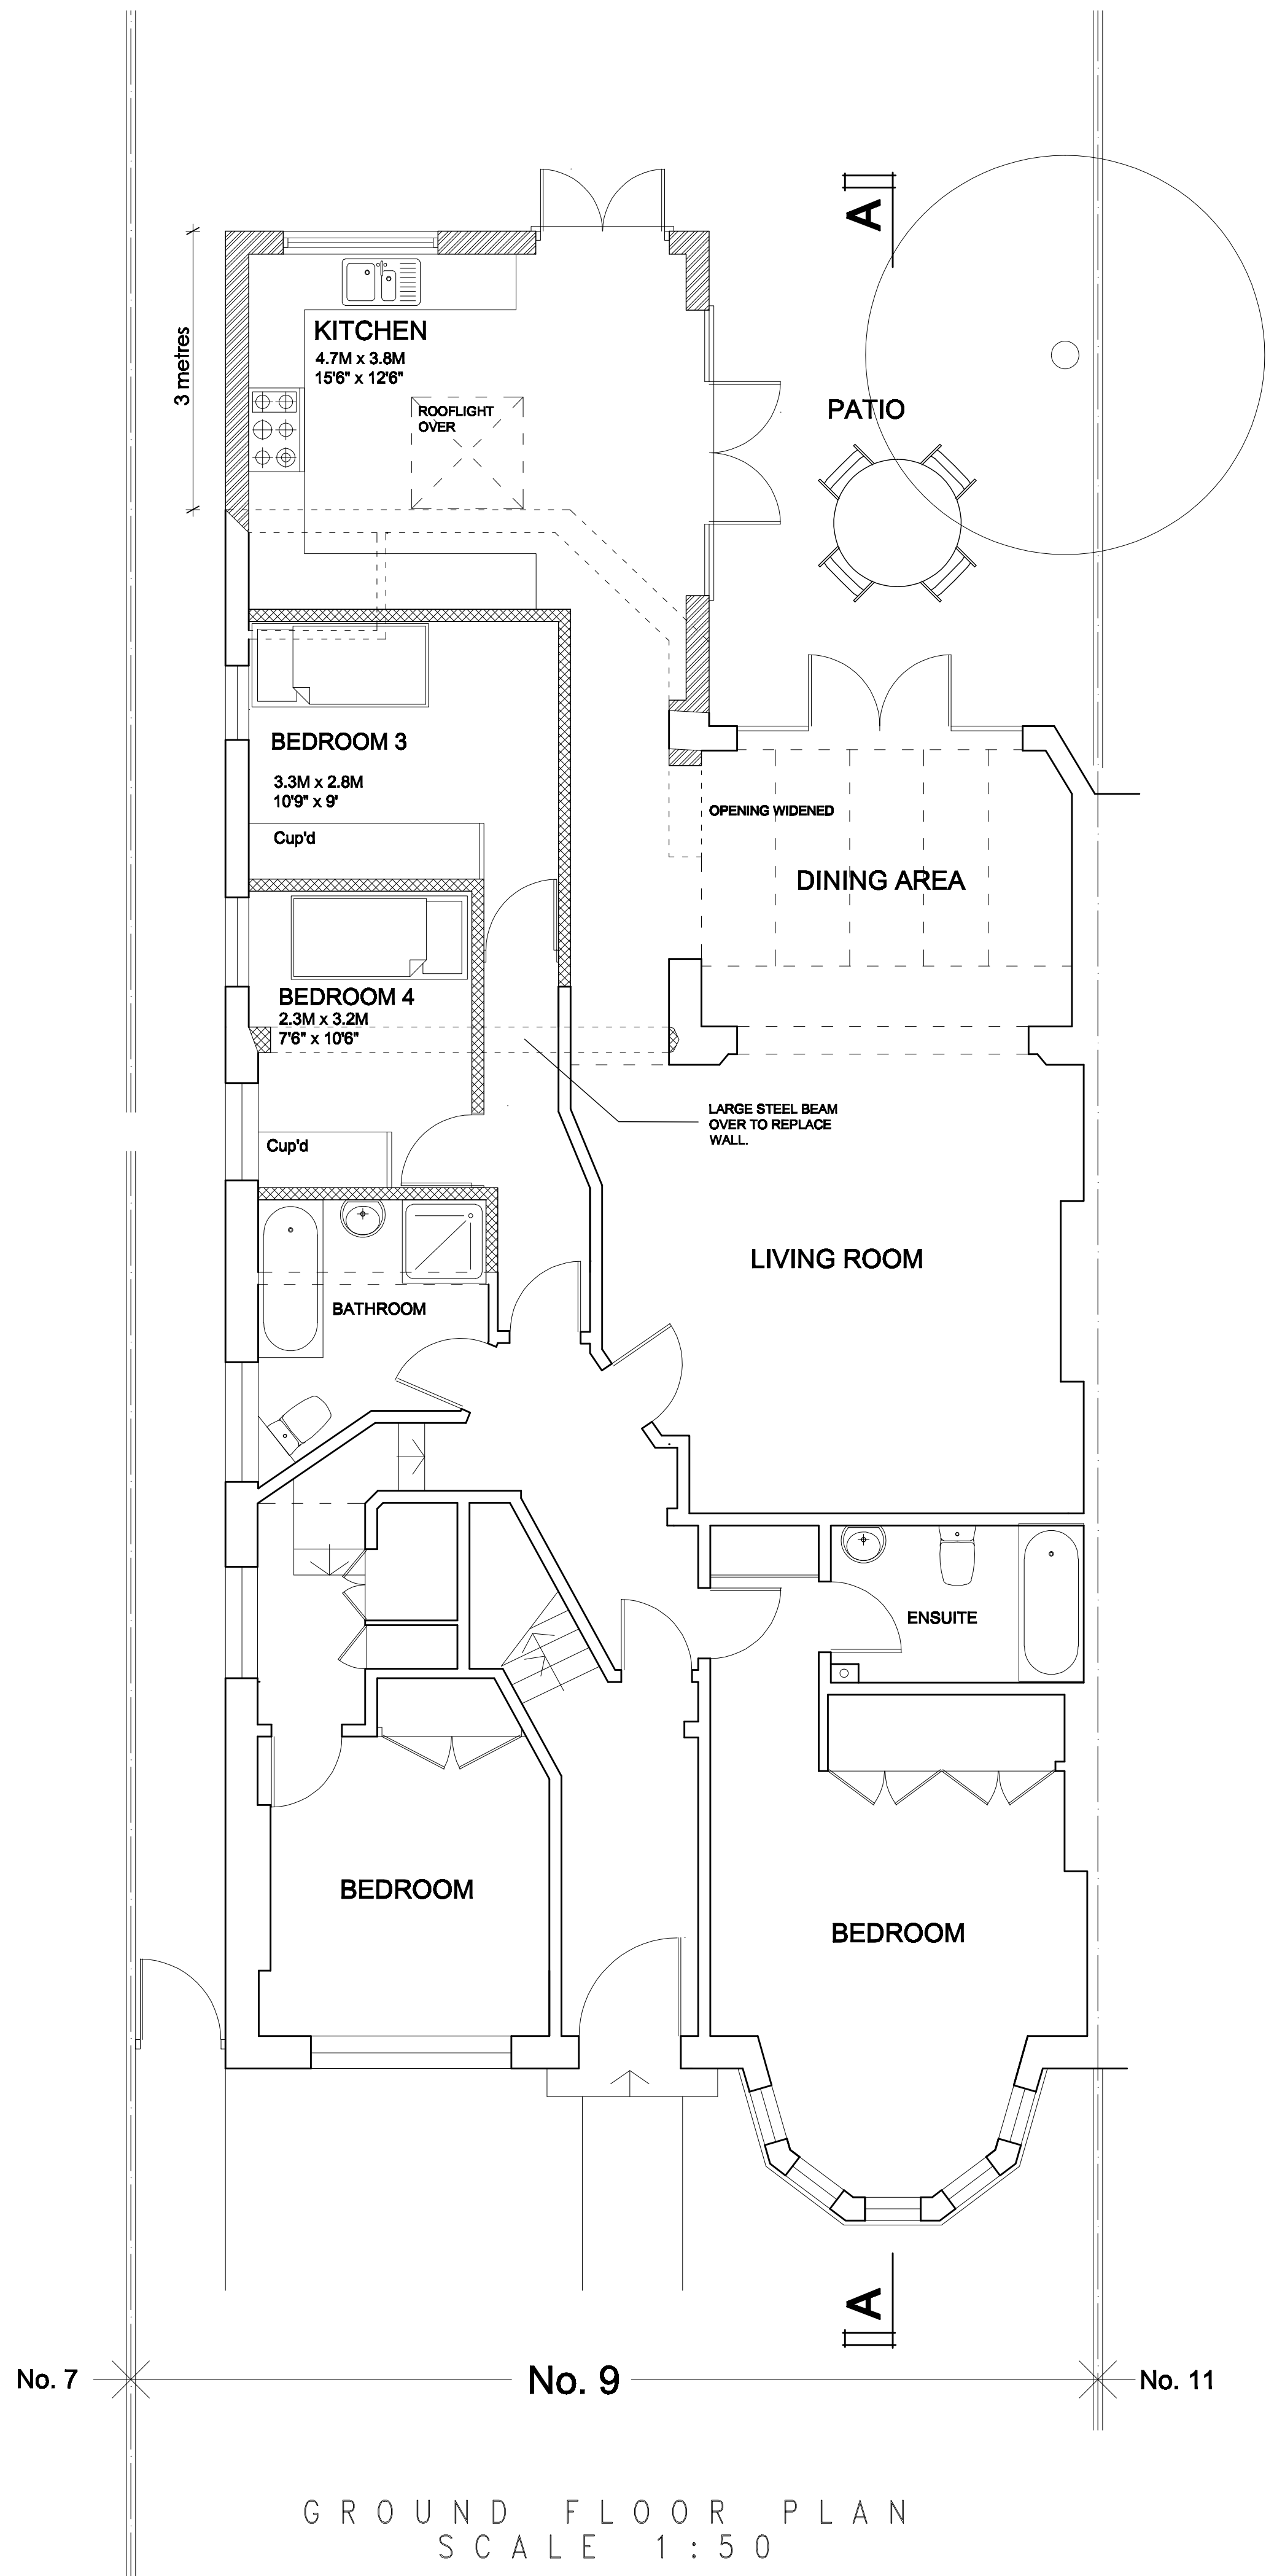 A
3 metres
KITCHEN
4.7M x 3.8M
15'6" x 12'6"
ROOFLIGHT
OVER
PATIO
BEDROOM 3
3.3M x 2.8M
10'9" x 9'
Cup'd
OPENING WIDENED
DINING AREA
BEDROOM 4
2.3M x 3.2M
7'6" x 10'6"
LARGE STEEL BEAM
OVER TO REPLACE
WALL.
Cup'd
LIVING ROOM
BATHROOM
ENSUITE
BEDROOM
BEDROOM
A
No. 7
No. 9
No. 11
GROUND FLOOR PLAN
SCALE 1:50